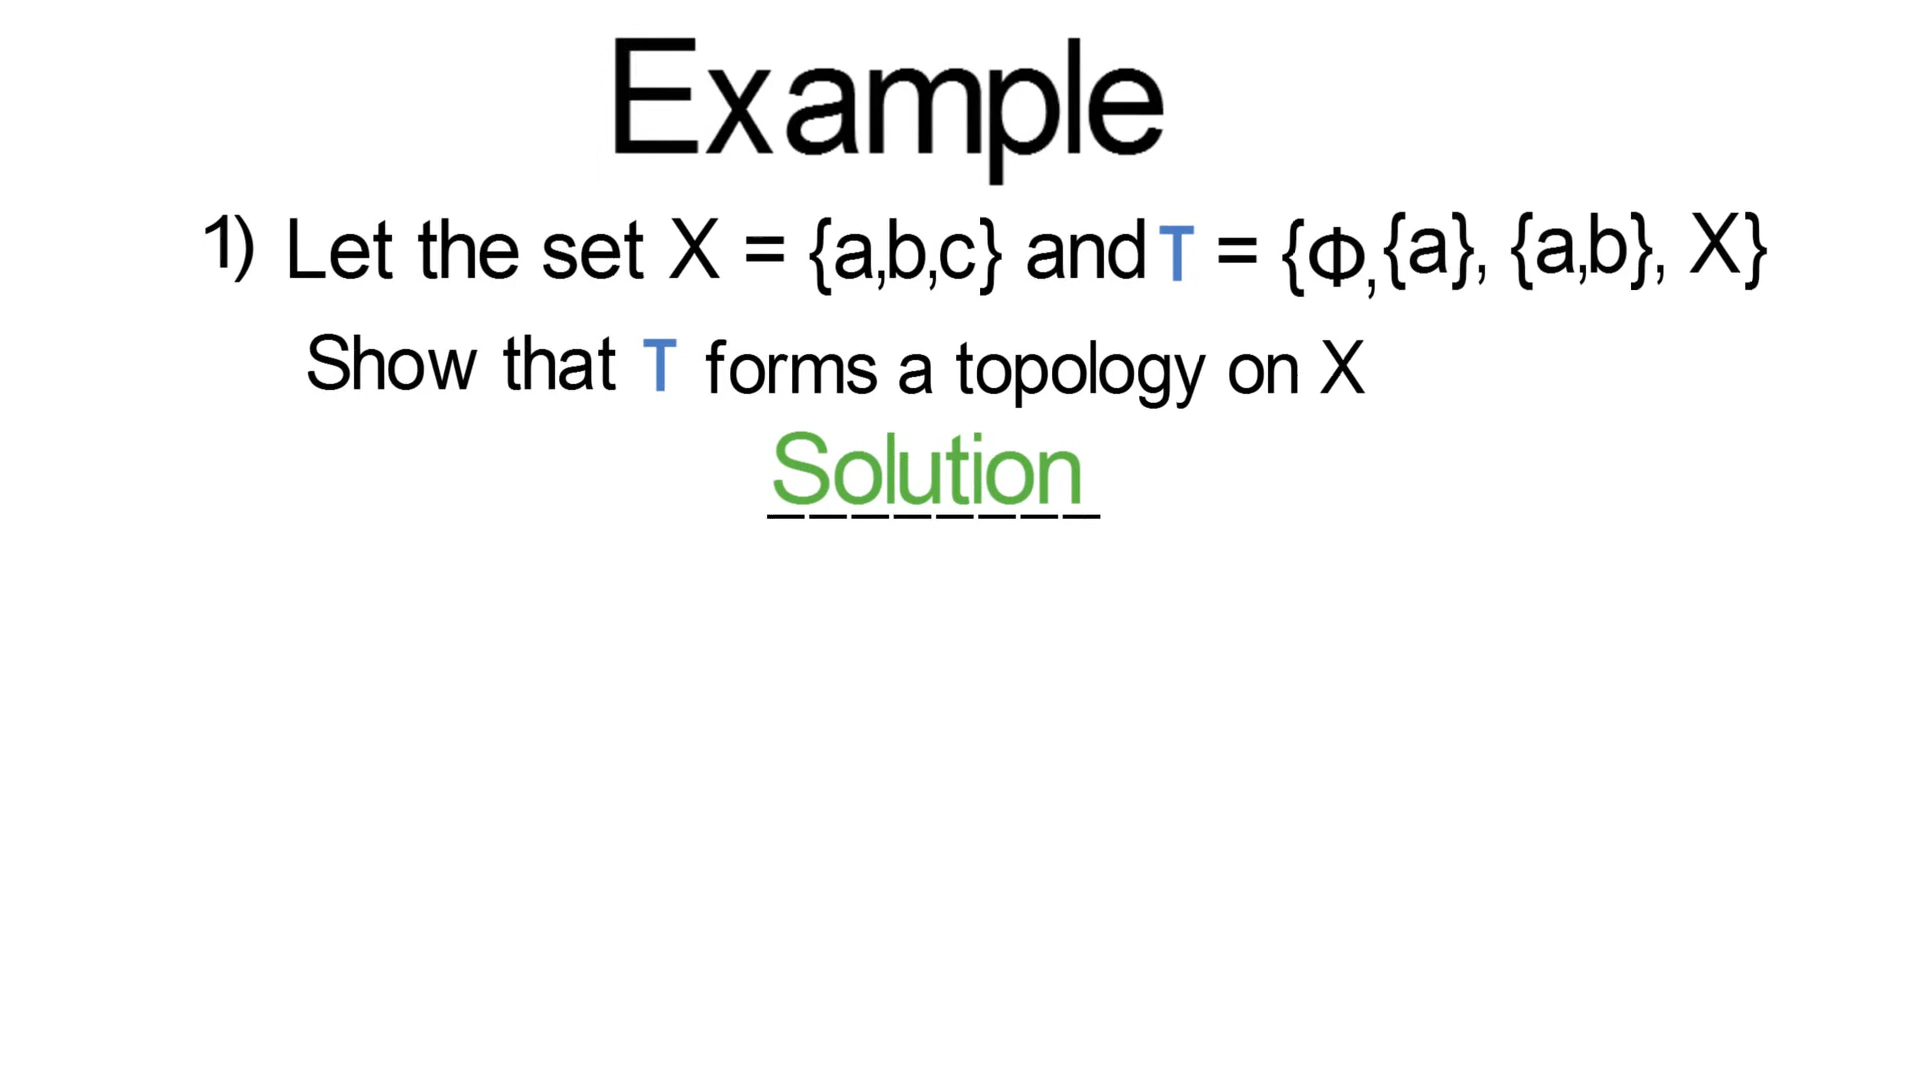 Example
1) Let the set X = {a,b,c} and T = {Φ,{a}, {a,b}, X}
Show that T forms a topology on X
Solution